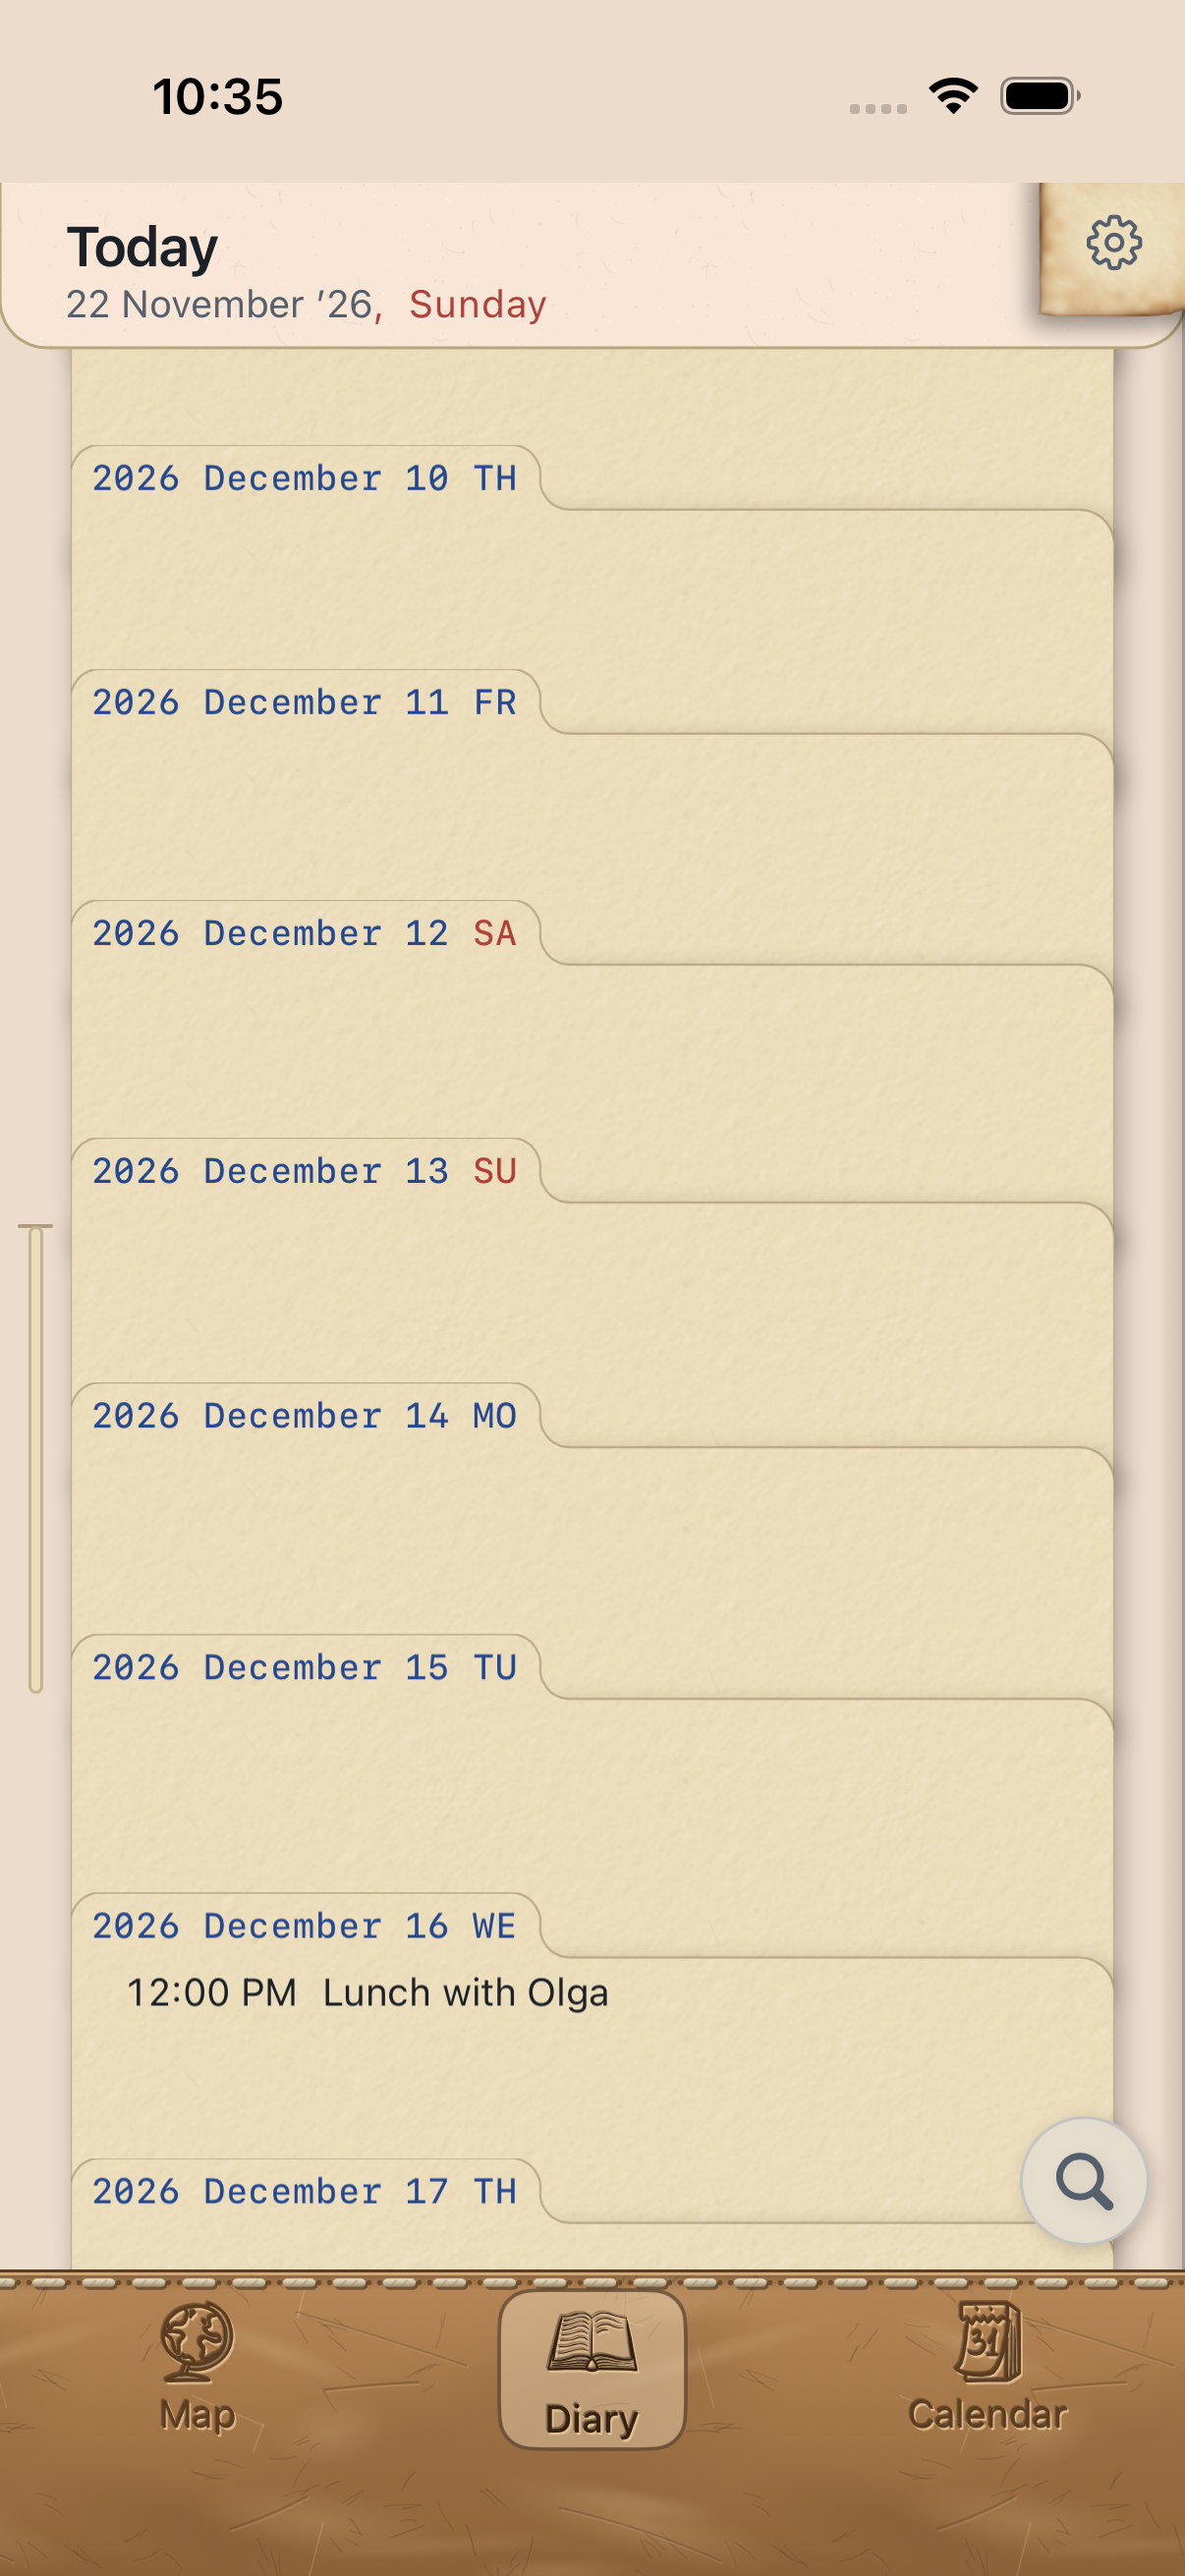 10:35
Today
22 November ’26, Sunday
2026 December 10 TH
2026 December 11 FR
2026 December 12 SA
2026 December 13 SU
2026 December 14 MO
2026 December 15 TU
2026 December 16 WE
12:00 PM Lunch with Olga
2026 December 17 TH
31
Map Diary Calendar